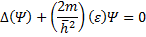 Δ(Ψ) + (2m/ħ²)(ε)Ψ = 0